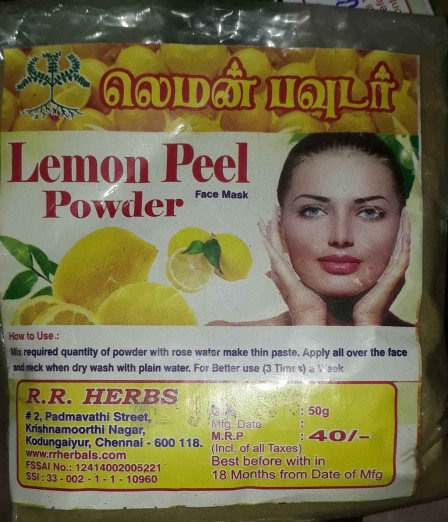 லெமன் பவுடர்
Lemon Peel
Powder
Face Mask
How to Use.:
Mix required quantity of powder with rose water make thin paste. Apply all over the face
and neck when dry wash with plain water. For Better use (3 Times) a Week
R.R. HERBS
# 2, Padmavathi Street,
Krishnamoorthi Nagar,
Kodungaiyur, Chennai - 600 118.
www.rrherbals.com
FSSAI No.: 12414002005221
SSI : 33 - 002 - 1 - 1 - 10960
: 50g
Mfg. Date :
M.R.P : 40/-
(Incl. of all Taxes)
Best before with in
18 Months from Date of Mfg